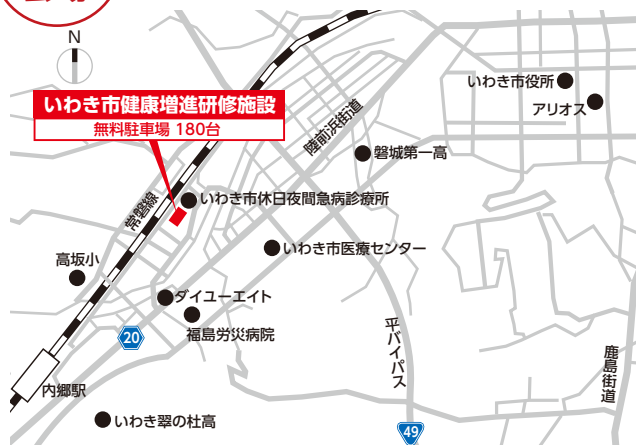 N
いわき市健康増進研修施設
無料駐車場 180台
いわき市役所
アリオス
陸前浜街道
磐城第一高
常磐線
いわき市休日夜間急病診療所
高坂小
いわき市医療センター
ダイユーエイト
福島労災病院
20
平バイパス
鹿島街道
内郷駅
いわき翠の杜高
49